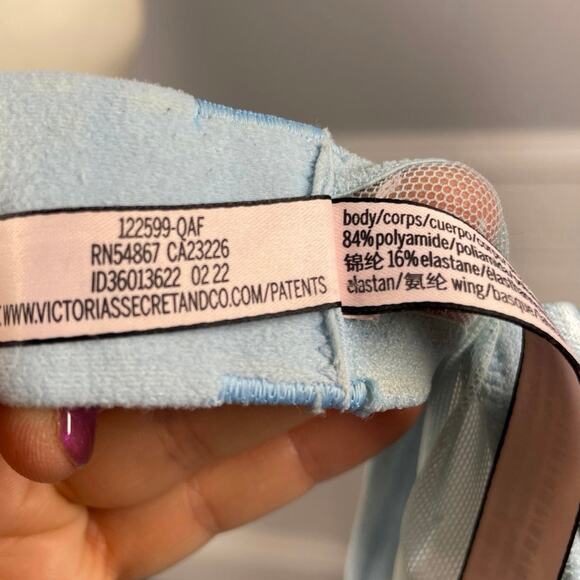 122599-QAF
RN54867 CA23226
ID36013622 02 22
WWW.VICTORIASSECRETANDCO.COM/PATENTS
body/corps/cuerpo/
84%polyamide/
锦纶 16%elastane/
elastan/氨纶 wing/basque/